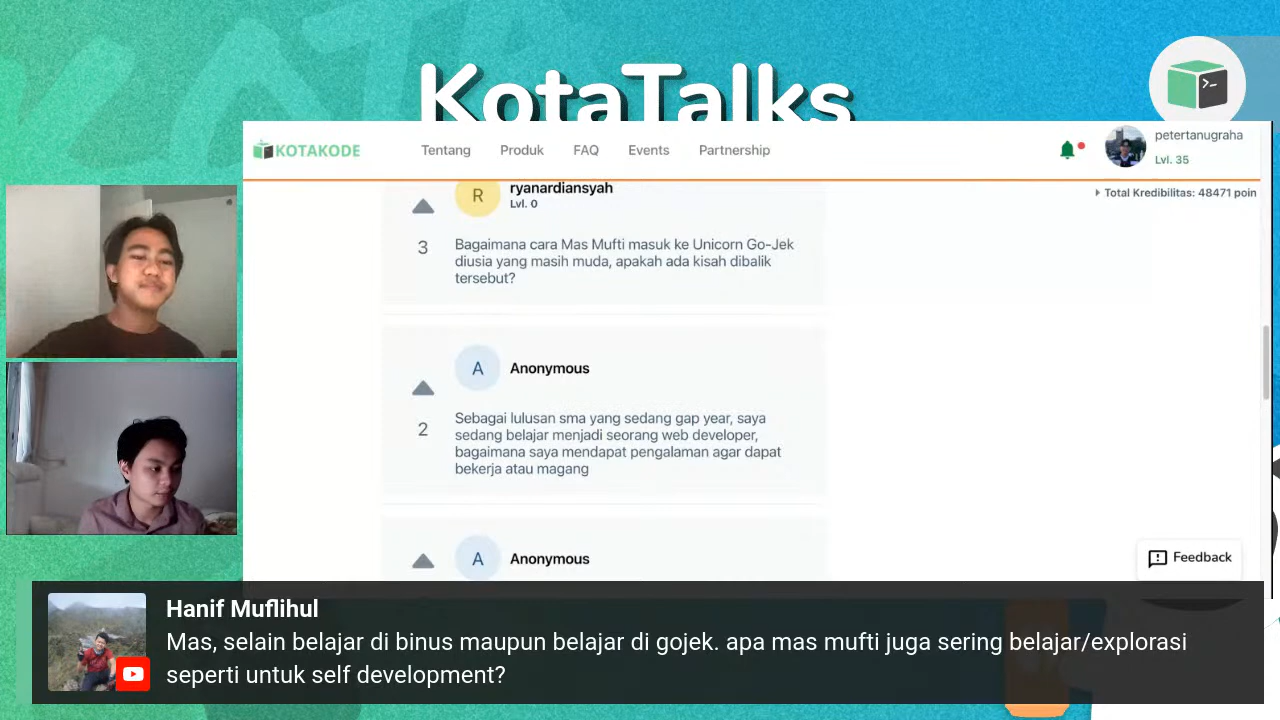 KotaTalks
KOTAKODE
Tentang
Produk
FAQ
Events
Partnership
petertanugraha
Lvl. 35
Total Kredibilitas: 48471 poin
R
ryanardiansyah
Lvl. 0
3
Bagaimana cara Mas Mufti masuk ke Unicorn Go-Jek
diusia yang masih muda, apakah ada kisah dibalik
tersebut?
A
Anonymous
2
Sebagai lulusan sma yang sedang gap year, saya
sedang belajar menjadi seorang web developer,
bagaimana saya mendapat pengalaman agar dapat
bekerja atau magang
A
Anonymous
Feedback
Hanif Muflihul
Mas, selain belajar di binus maupun belajar di gojek. apa mas mufti juga sering belajar/explorasi
seperti untuk self development?